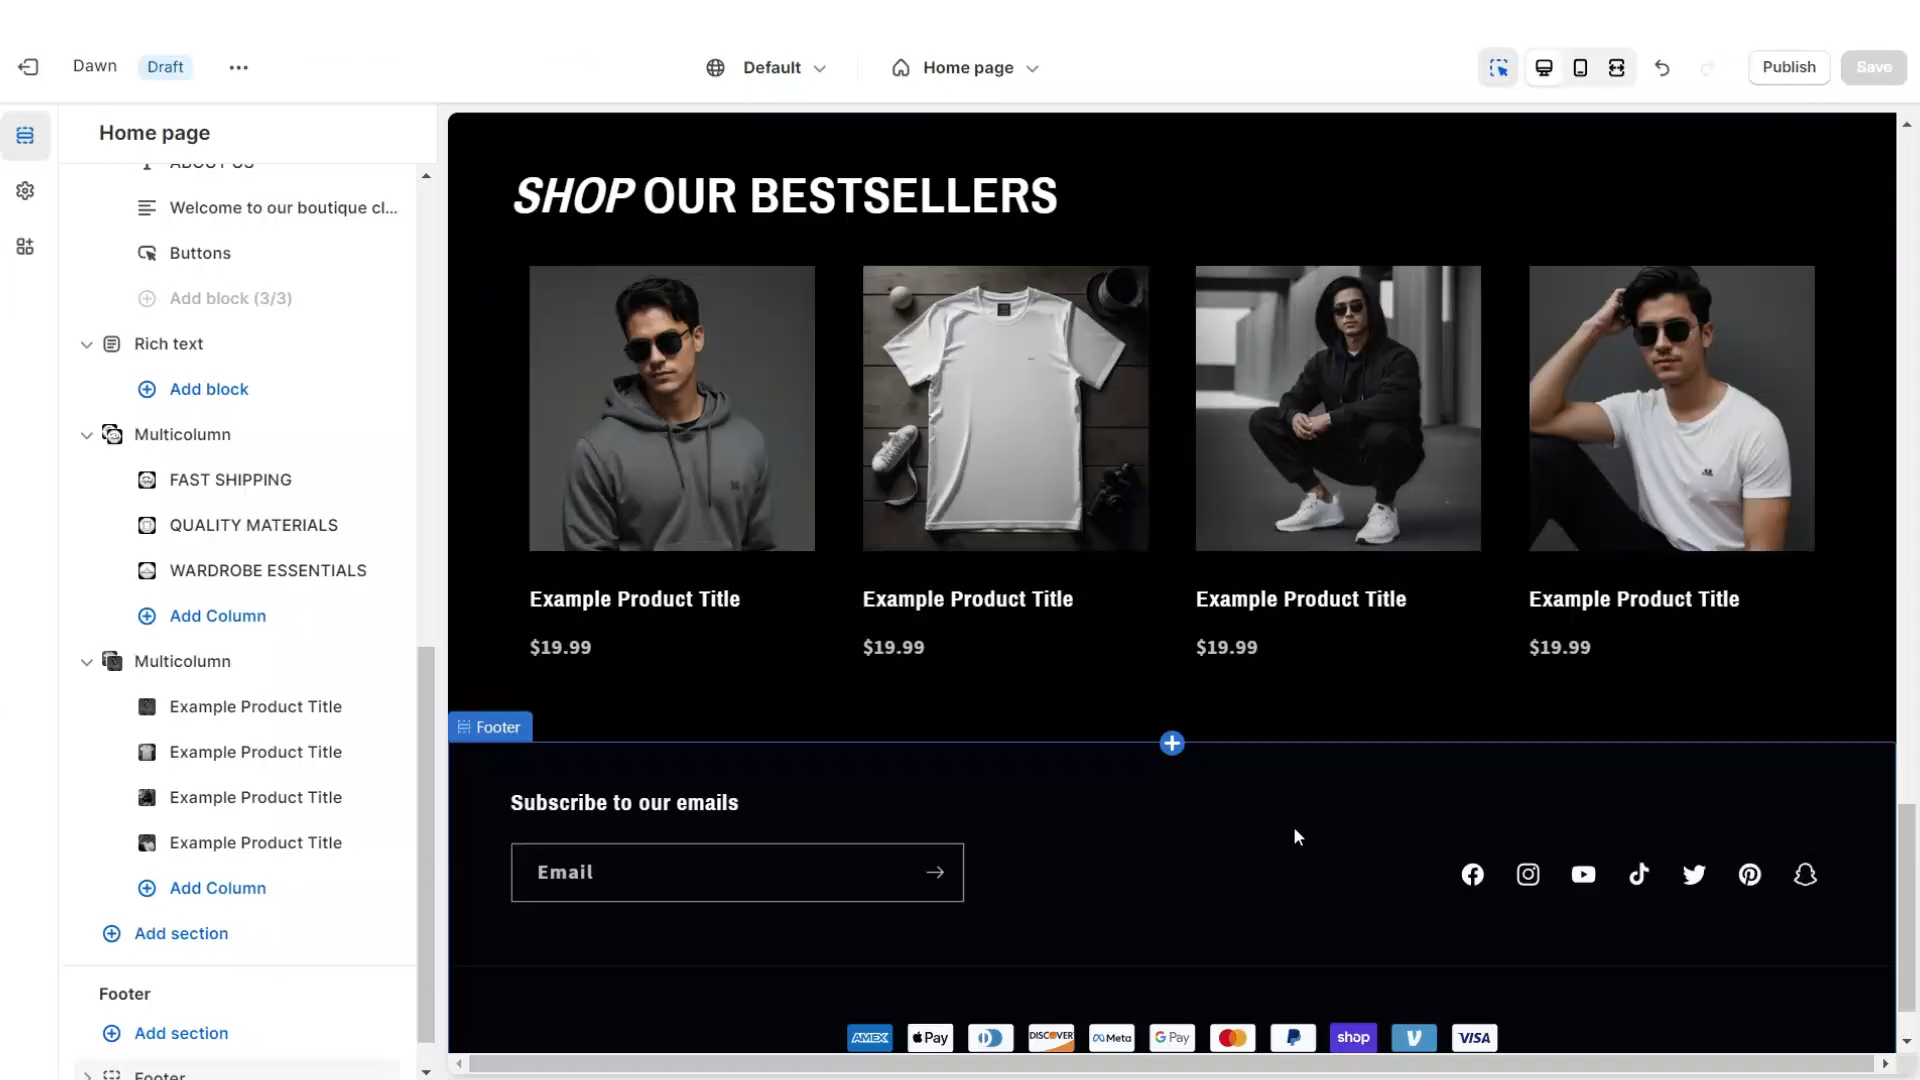 Dawn Draft Default Home page Publish Save
Home page
ABOUT US
Welcome to our boutique cl...
Buttons
Add block (3/3)
Rich text
Add block
Multicolumn
FAST SHIPPING
QUALITY MATERIALS
WARDROBE ESSENTIALS
Add Column
Multicolumn
Example Product Title
Example Product Title
Example Product Title
Example Product Title
Add Column
Add section
Footer
Add section
Footer
SHOP OUR BESTSELLERS
Example Product Title Example Product Title Example Product Title Example Product Title
$19.99 $19.99 $19.99 $19.99
Footer
Subscribe to our emails
Email
AMEX Pay DISCOVER Meta G Pay shop VISA